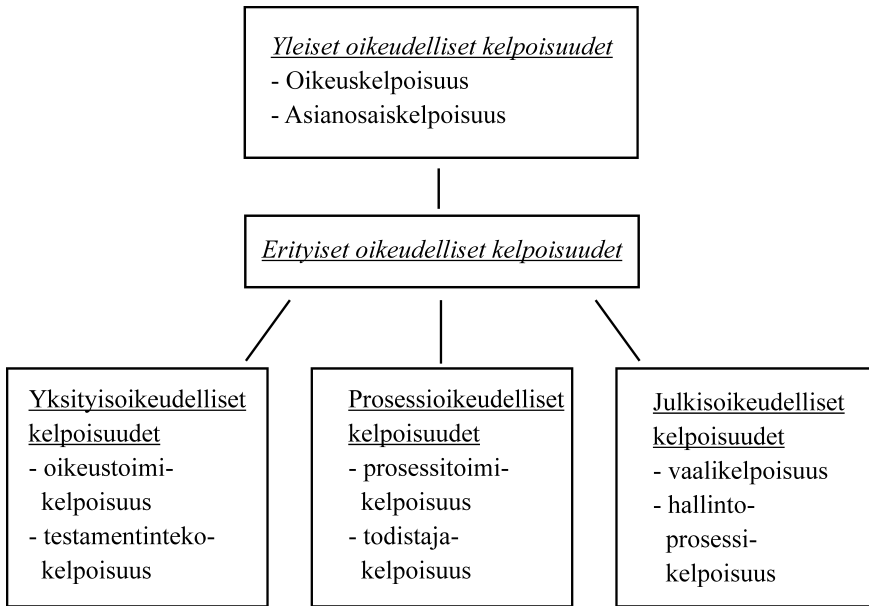 Yleiset oikeudelliset kelpoisuudet
- Oikeuskelpoisuus
- Asianosaiskelpoisuus
Erityiset oikeudelliset kelpoisuudet
Yksityisoikeudelliset
kelpoisuudet
- oikeustoimi-
kelpoisuus
- testamentinteko-
kelpoisuus
Prosessioikeudelliset
kelpoisuudet
- prosessitoimi-
kelpoisuus
- todistaja-
kelpoisuus
Julkisoikeudelliset
kelpoisuudet
- vaalikelpoisuus
- hallinto-
prosessi-
kelpoisuus